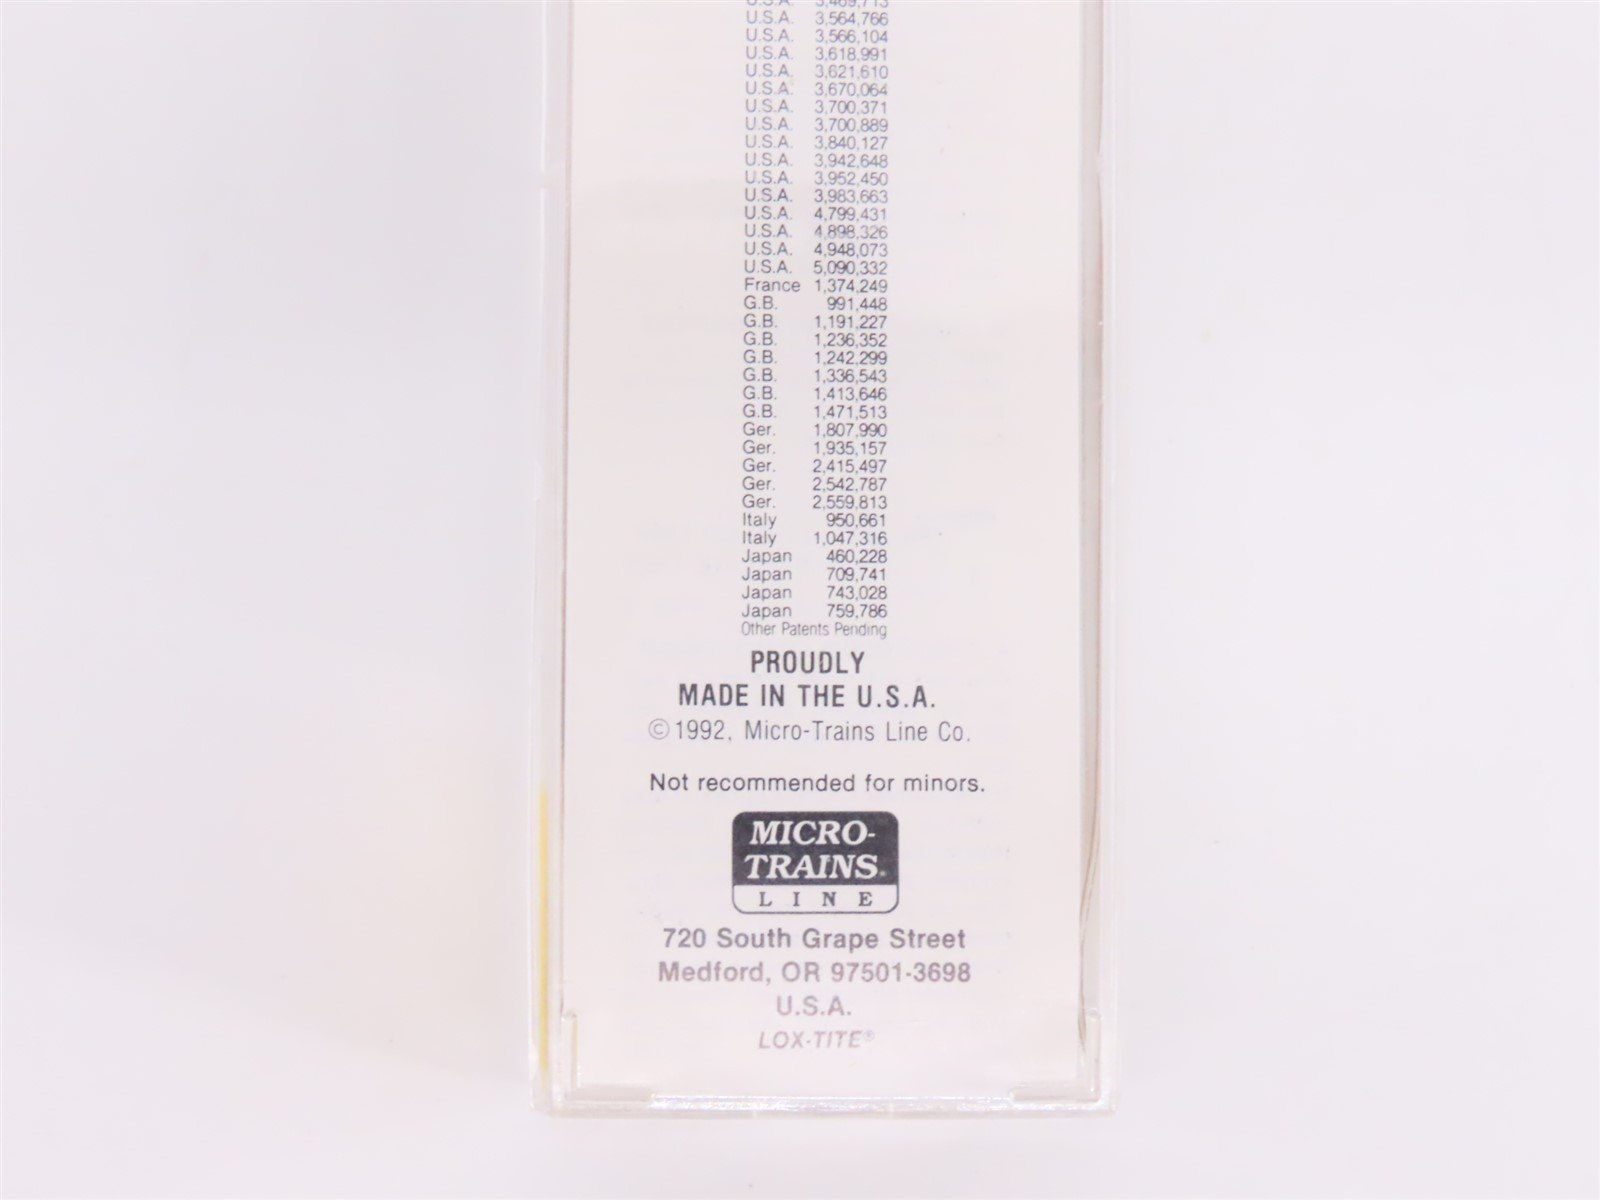 U.S.A. 3,469,713
U.S.A. 3,564,766
U.S.A. 3,566,104
U.S.A. 3,618,991
U.S.A. 3,621,610
U.S.A. 3,670,064
U.S.A. 3,700,371
U.S.A. 3,700,889
U.S.A. 3,840,127
U.S.A. 3,942,648
U.S.A. 3,952,450
U.S.A. 3,983,663
U.S.A. 4,799,431
U.S.A. 4,898,326
U.S.A. 4,948,073
U.S.A. 5,090,332
France 1,374,249
G.B. 991,448
G.B. 1,191,227
G.B. 1,236,352
G.B. 1,242,299
G.B. 1,336,543
G.B. 1,413,646
G.B. 1,471,513
Ger. 1,807,990
Ger. 1,935,157
Ger. 2,415,497
Ger. 2,542,787
Ger. 2,559,813
Italy 950,661
Italy 1,047,316
Japan 460,228
Japan 709,741
Japan 743,028
Japan 759,786
Other Patents Pending
PROUDLY
MADE IN THE U.S.A.
©1992, Micro-Trains Line Co.
Not recommended for minors.
MICRO-
TRAINS®
LINE
720 South Grape Street
Medford, OR 97501-3698
U.S.A.
LOX-TITE®